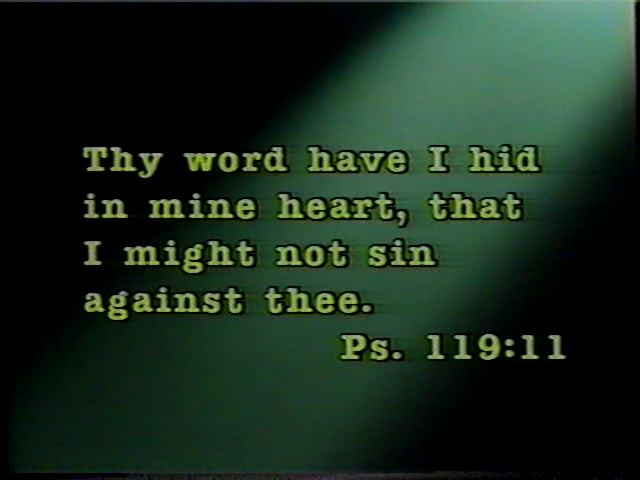 Thy word have I hid
in mine heart, that
I might not sin
against thee.
Ps. 119:11